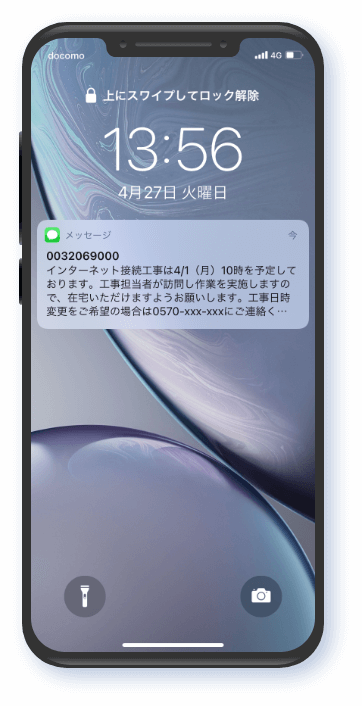 docomo
4G
上にスワイプしてロック解除
13:56
4月27日 火曜日
メッセージ
今
0032069000
インターネット接続工事は4/1（月）10時を予定して
おります。工事担当者が訪問し作業を実施しますの
で、在宅いただけますようお願いします。工事日時
変更をご希望の場合は0570-xxx-xxxにご連絡く…